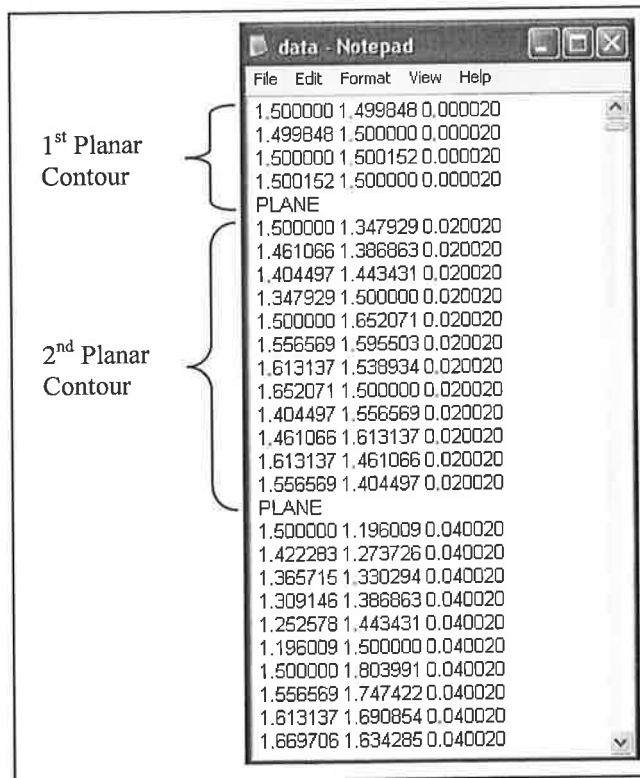 data - Notepad
File Edit Format View Help
1st Planar
Contour
1.500000 1.499848 0.000020
1.499848 1.500000 0.000020
1.500000 1.500152 0.000020
1.500152 1.500000 0.000020
PLANE
2nd Planar
Contour
1.500000 1.347929 0.020020
1.461066 1.386863 0.020020
1.404497 1.443431 0.020020
1.347929 1.500000 0.020020
1.500000 1.652071 0.020020
1.556569 1.595503 0.020020
1.613137 1.538934 0.020020
1.652071 1.500000 0.020020
1.404497 1.556569 0.020020
1.461066 1.613137 0.020020
1.613137 1.461066 0.020020
1.556569 1.404497 0.020020
PLANE
1.500000 1.196009 0.040020
1.422283 1.273726 0.040020
1.365715 1.330294 0.040020
1.309146 1.386863 0.040020
1.252578 1.443431 0.040020
1.196009 1.500000 0.040020
1.500000 1.803991 0.040020
1.556569 1.747422 0.040020
1.613137 1.690854 0.040020
1.669706 1.634285 0.040020